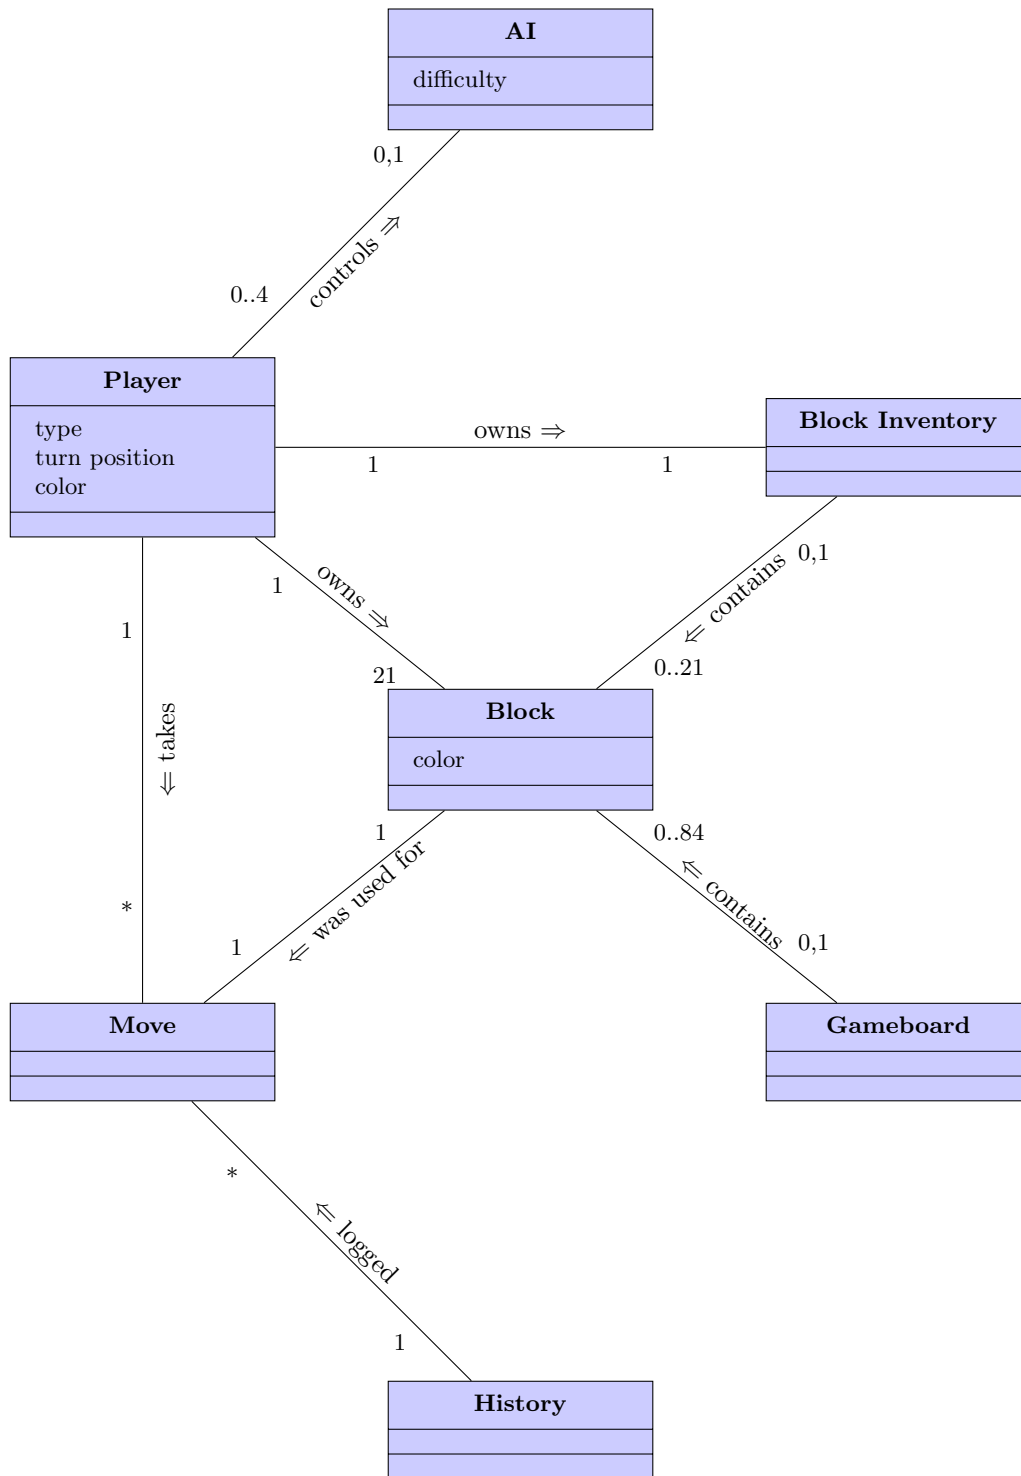 AI
difficulty
0,1
controls ⇒
0..4
Player
type
turn position
color
owns ⇒
1
1
Block Inventory
1
owns ⇒
21
0,1
⇐ contains
0..21
1
⇐ takes
*
Block
color
1
⇐ was used for
1
0..84
⇐ contains
0,1
Move
Gameboard
*
⇐ logged
1
History